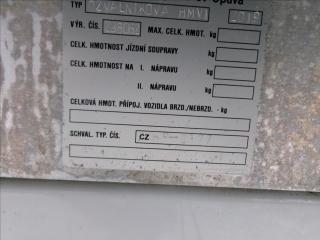 Opava
TYP
VÝR. ČÍS. MAX. CELK. HMOT. kg
CELK. HMOTNOST JÍZDNÍ SOUPRAVY kg
CELK. HMOTNOST NA I. NÁPRAVU kg
II. NÁPRAVU kg
CELKOVÁ HMOT. PŘÍPOJ. VOZIDLA BRZD./NEBRZD. - kg
SCHVAL. TYP. ČÍS. CZ